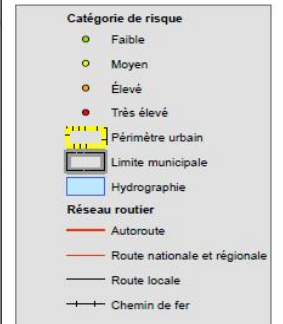 Catégorie de risque
Faible
Moyen
Élevé
Très élevé
Périmètre urbain
Limite municipale
Hydrographie
Réseau routier
Autoroute
Route nationale et régionale
Route locale
Chemin de fer